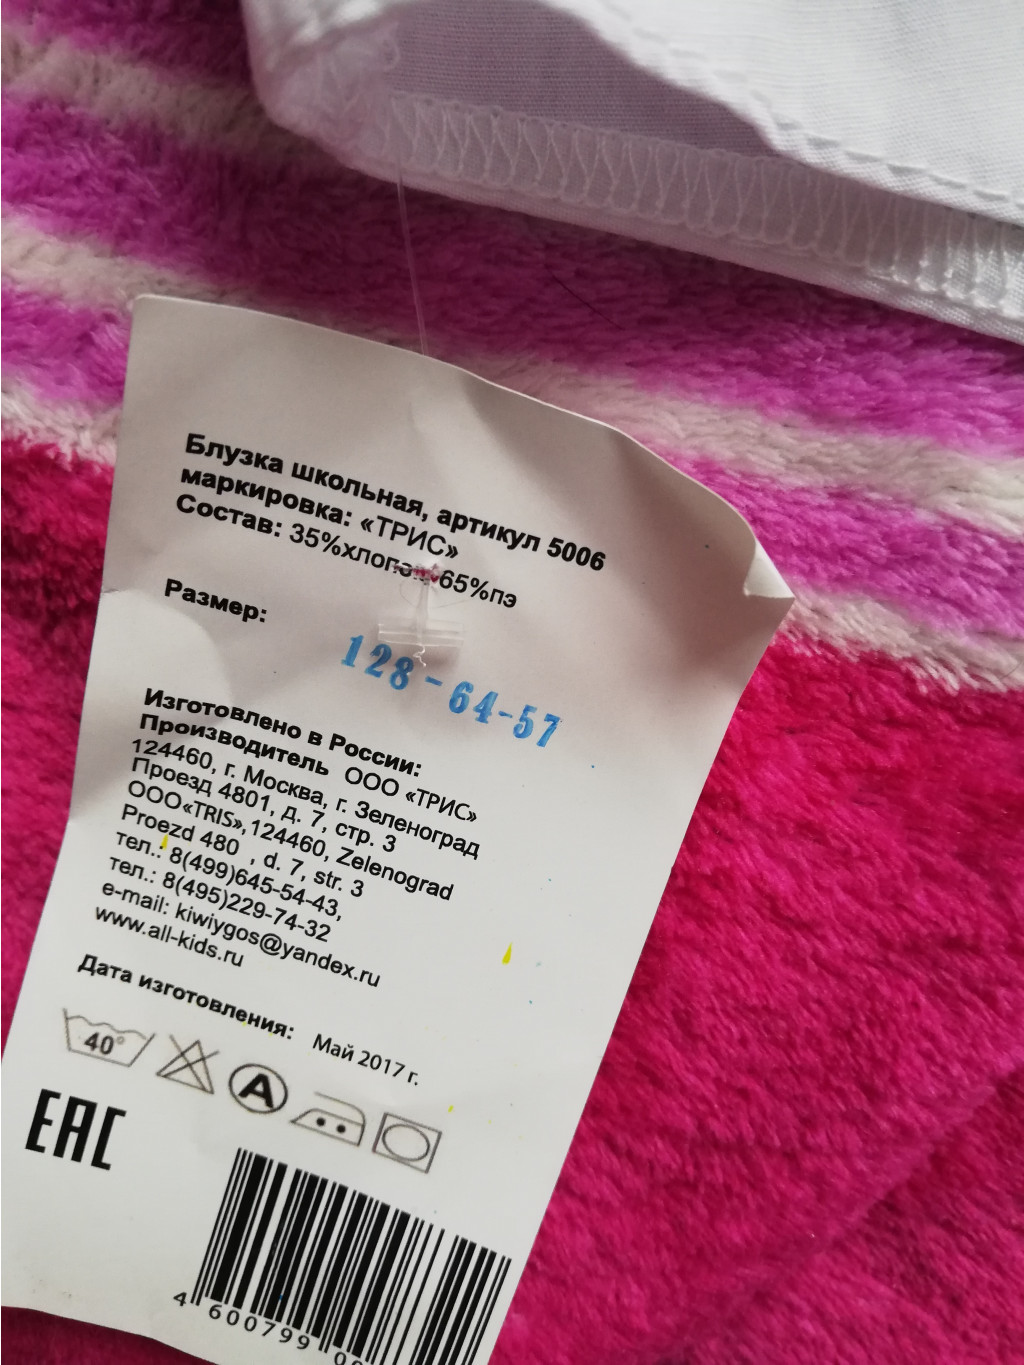 Блузка школьная, артикул 5006
маркировка: «ТРИС»
Состав: 35% 65%пэ
Размер:
128-64-57
Изготовлено в России:
Производитель ООО «ТРИС»
124460, г. Москва, г. Зеленоград
Проезд 4801, д. 7, стр. 3
ООО«TRIS»,124460, Zelenograd
Proezd 480 , d. 7, str. 3
тел.: 8(499)645-54-43,
тел.: 8(495)229-74-32
e-mail: kiwiygos@yandex.ru
www.all-kids.ru
Дата изготовления: Май 2017 г.
40°
A
EAC
4 600799